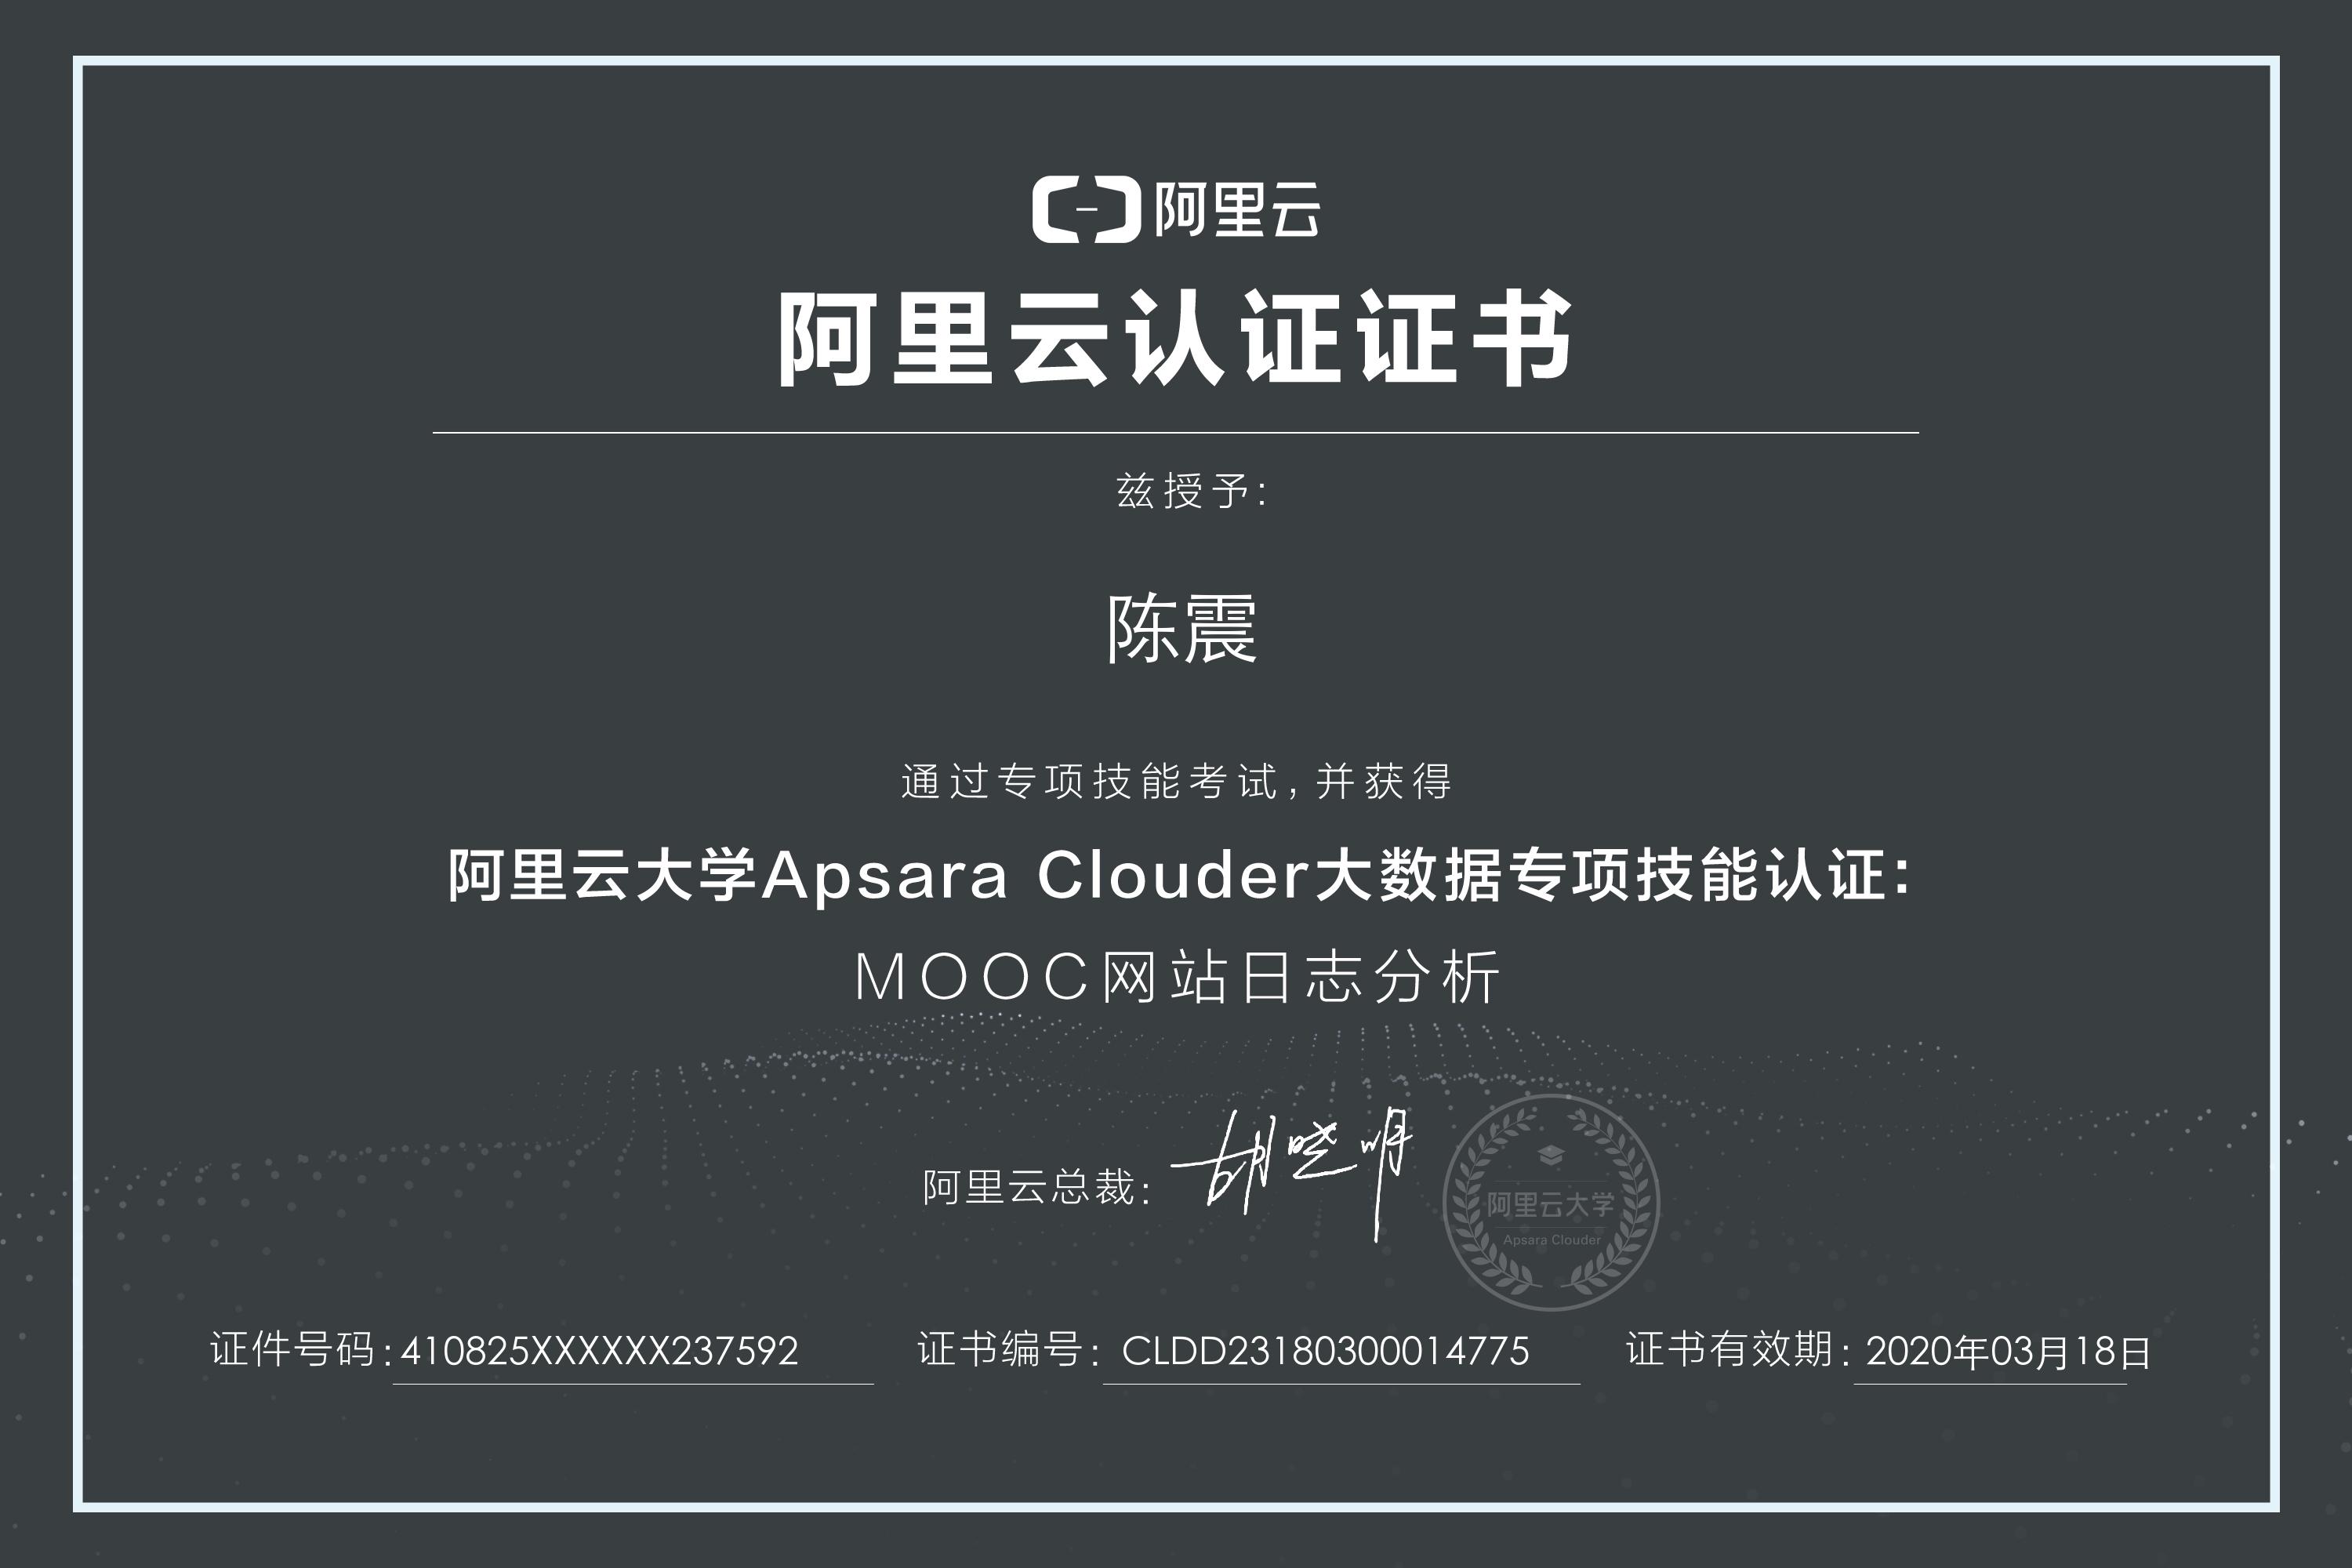 阿里云
阿里云认证证书
兹授予:
陈震
通过专项技能考试,并获得
阿里云大学Apsara Clouder大数据专项技能认证:
MOOC网站日志分析
阿里云总裁:
阿里云大学
Apsara Clouder
证件号码:410825XXXXXXX237592 证书编号: CLDD23180300014775 证书有效期:2020年03月18日